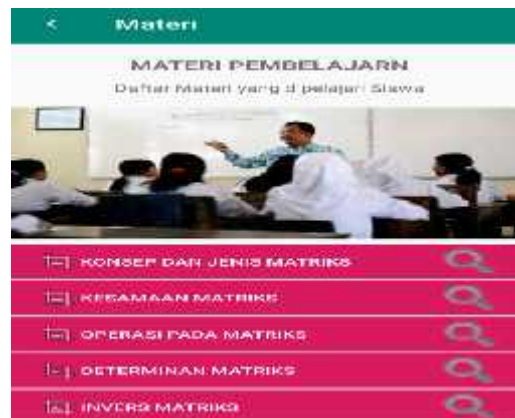 < Materi
MATERI PEMBELAJARN
Daftar Materi yang d pelajari Siswa
KONSEP DAN JENIS MATRIKS
KESAMAAN MATRIKS
OPERASI PADA MATRIKS
DETERMINAN MATRIKS
INVERS MATRIKS